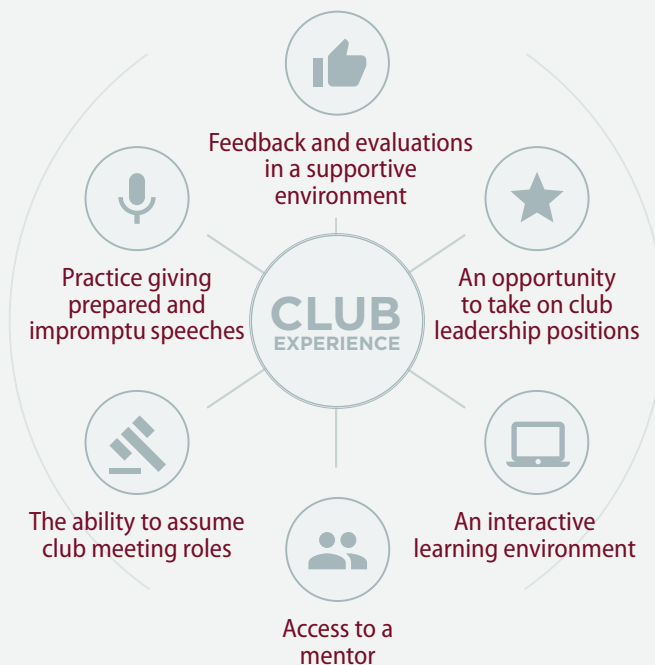 Feedback and evaluations
in a supportive
environment
Practice giving
prepared and
impromptu speeches
An opportunity
to take on club
leadership positions
CLUB
EXPERIENCE
The ability to assume
club meeting roles
An interactive
learning environment
Access to a
mentor